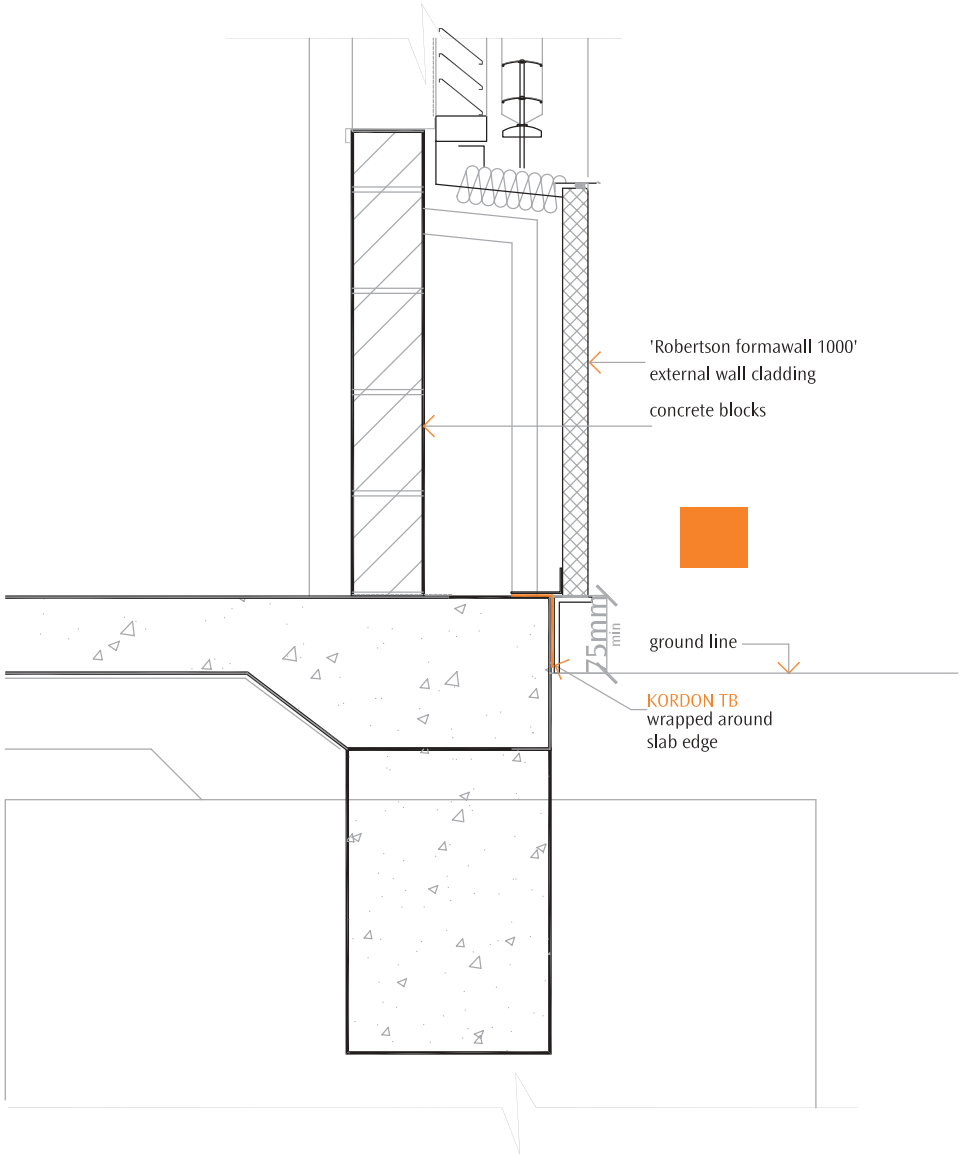 'Robertson formawall 1000'
external wall cladding
concrete blocks
75mm
min
ground line
KORDON TB
wrapped around
slab edge